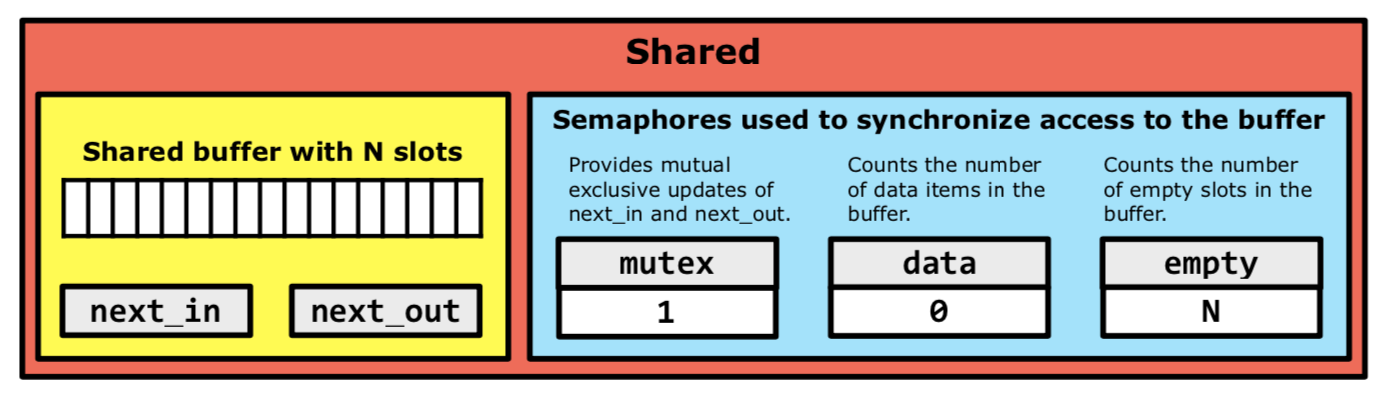 Shared
Shared buffer with N slots
next_in
next_out
Semaphores used to synchronize access to the buffer
Provides mutual
exclusive updates of
next_in and next_out.
mutex
1
Counts the number
of data items in the
buffer.
data
0
Counts the number
of empty slots in the
buffer.
empty
N